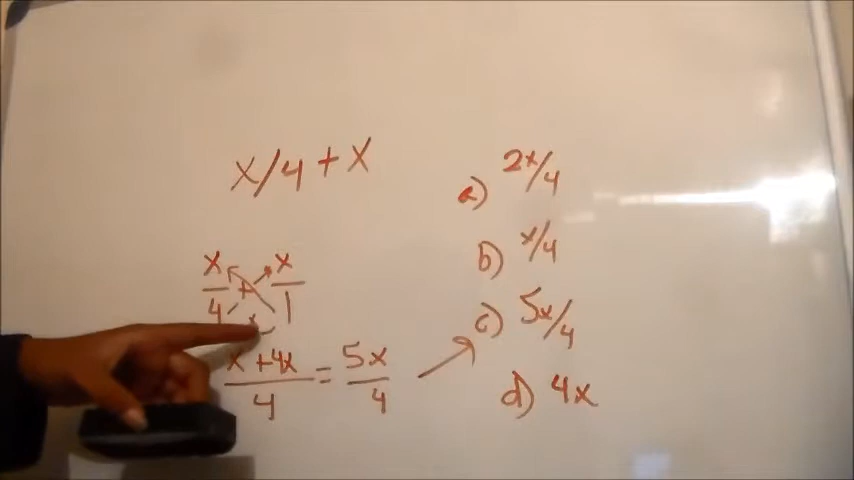 x/4 + x
a) 2x/4
b) x/4
x/4 + x/1
c) 5x/4
x + 4x/4 = 5x/4
d) 4x